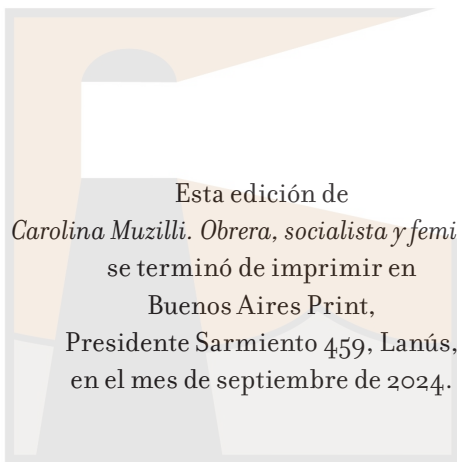 Esta edición de
Carolina Muzilli. Obrera, socialista y femi
se terminó de imprimir en
Buenos Aires Print,
Presidente Sarmiento 459, Lanús,
en el mes de septiembre de 2024.